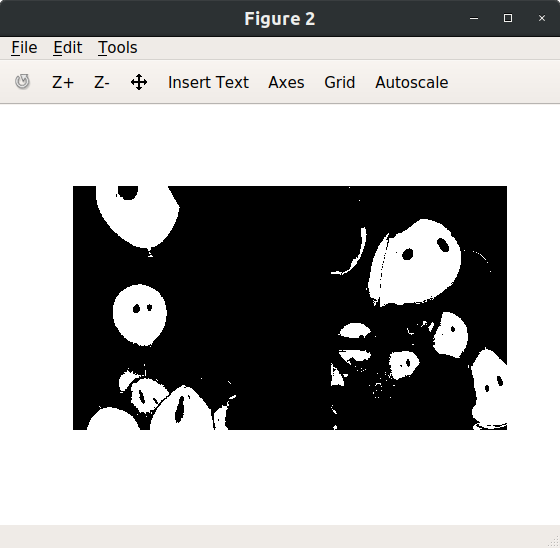 Figure 2
File Edit Tools
Z+ Z- Insert Text Axes Grid Autoscale